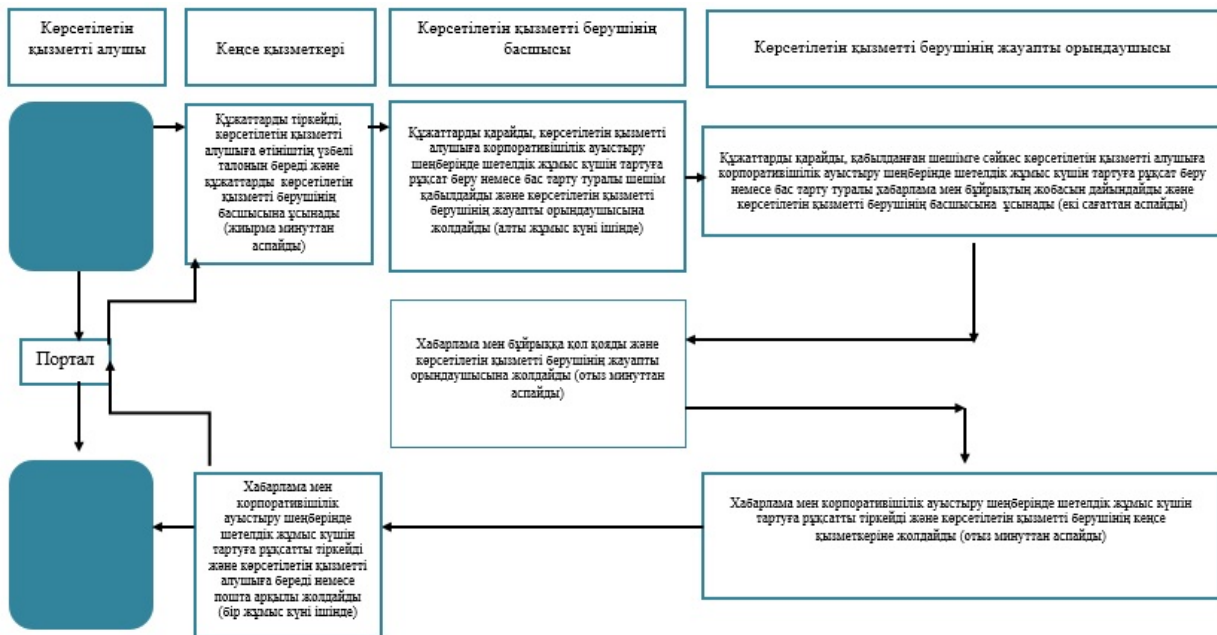 Көрсетілетін
қызметті алушы
Кеңсе қызметкері
Көрсетілетін қызметті берушінің
басшысы
Көрсетілетін қызметті берушінің жауапты орындаушысы
Құжаттарды тіркейді,
көрсетілетін қызметті
алушыға өтініштің үзбелі
талонын береді және
құжаттарды көрсетілетін
қызметті берушінің
басшысына ұсынады
(жиырма минуттан
аспайды)
Құжаттарды қарайды, көрсетілетін қызметті
алушыға корпоративішілік ауыстыру
шеңберінде шетелдік жұмыс күшін тартуға
рұқсат беру немесе бас тарту туралы шешім
қабылдайды және көрсетілетін қызметті
берушінің жауапты орындаушысына
жолдайды (алты жұмыс күні ішінде)
Құжаттарды қарайды, қабылданған шешімге сәйкес көрсетілетін қызметті алушыға
корпоративішілік ауыстыру шеңберінде шетелдік жұмыс күшін тартуға рұқсат беру
немесе бас тарту туралы хабарлама мен бұйрықтың жобасын дайындайды және
көрсетілетін қызметті берушінің басшысына ұсынады (екі сағаттан аспайды)
Портал
Хабарлама мен бұйрыққа қол қояды және
көрсетілетін қызметті берушінің жауапты
орындаушысына жолдайды (отыз минуттан
аспайды)
Хабарлама мен
корпоративішілік
ауыстыру шеңберінде
шетелдік жұмыс күшін
тартуға рұқсатты тіркейді
және көрсетілетін қызметті
алушыға береді немесе
пошта арқылы жолдайды
(бір жұмыс күні ішінде)
Хабарлама мен корпоративішілік ауыстыру шеңберінде шетелдік жұмыс күшін
тартуға рұқсатты тіркейді және көрсетілетін қызметті берушінің кеңсе
қызметкеріне жолдайды (отыз минуттан аспайды)